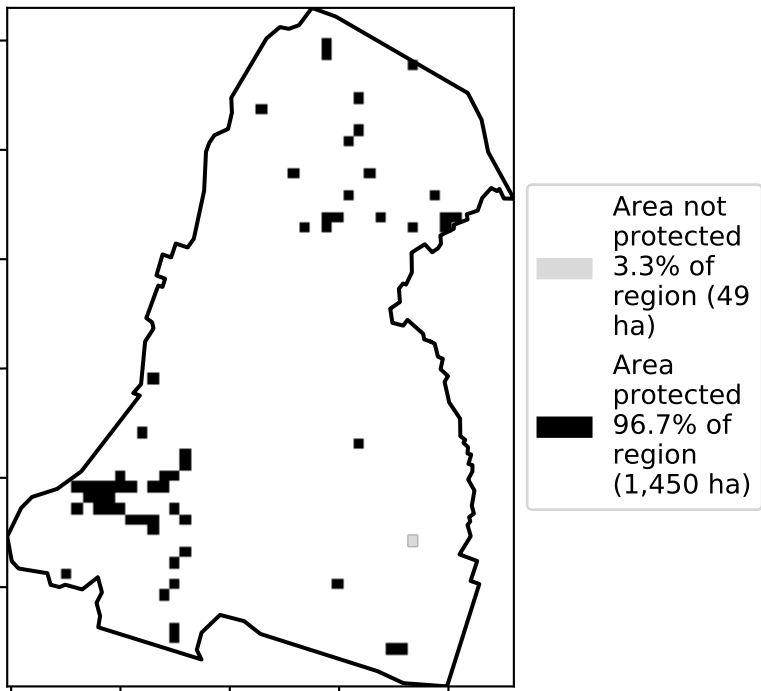 Area not
protected
3.3% of
region (49
ha)
Area
protected
96.7% of
region
(1,450 ha)